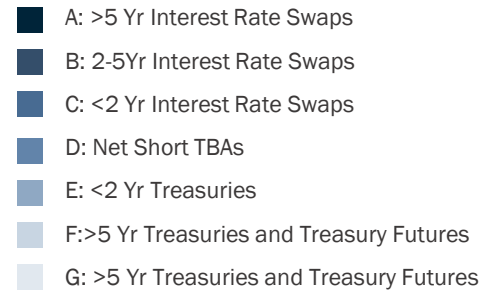 A: >5 Yr Interest Rate Swaps
B: 2-5Yr Interest Rate Swaps
C: <2 Yr Interest Rate Swaps
D: Net Short TBAs
E: <2 Yr Treasuries
F:>5 Yr Treasuries and Treasury Futures
G: >5 Yr Treasuries and Treasury Futures